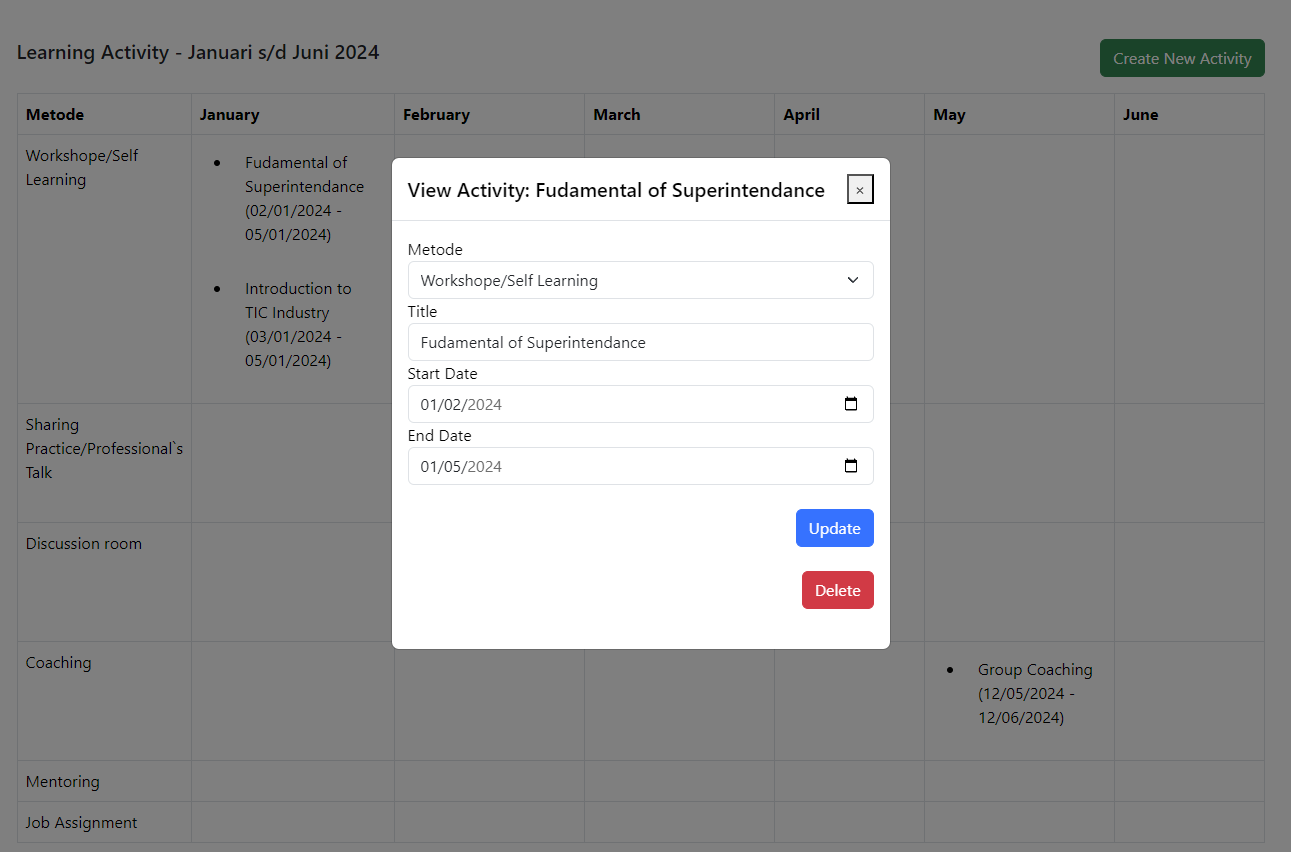 Learning Activity - Januari s/d Juni 2024
Create New Activity
Metode January February March April May June
Workshope/Self
Learning
Fudamental of
Superintendance
(02/01/2024 -
05/01/2024)
Introduction to
TIC Industry
(03/01/2024 -
05/01/2024)
Sharing
Practice/Professional`s
Talk
Discussion room
Coaching
Group Coaching
(12/05/2024 -
12/06/2024)
Mentoring
Job Assignment
View Activity: Fudamental of Superintendance ×
Metode
Workshope/Self Learning
Title
Fudamental of Superintendance
Start Date
01/02/2024
End Date
01/05/2024
Update
Delete